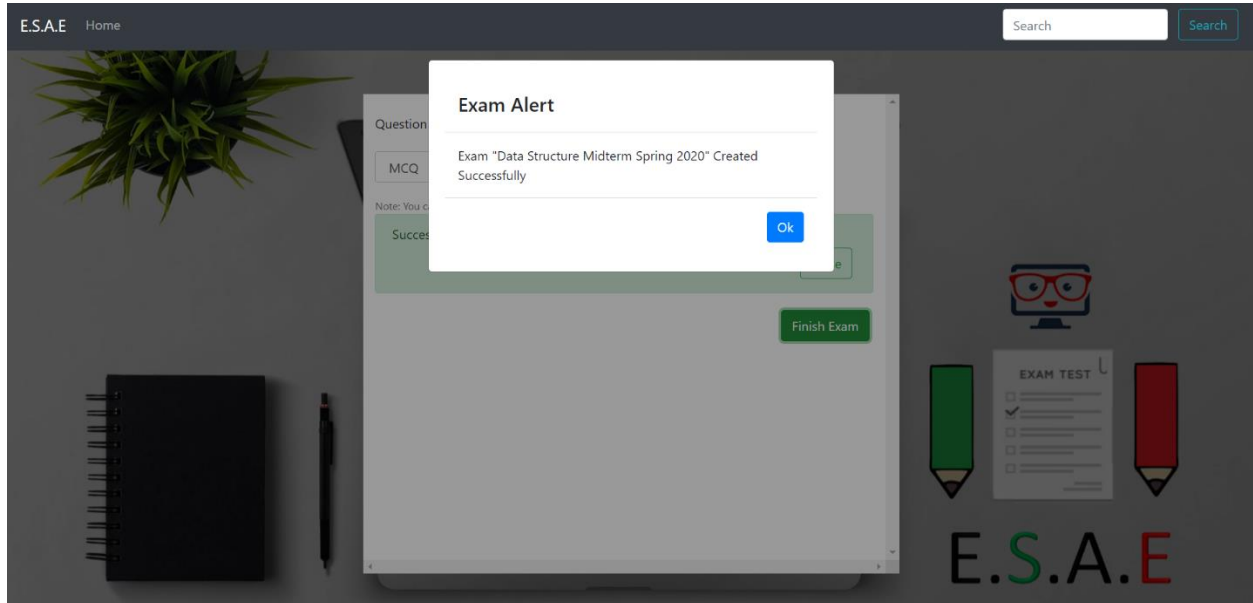 E.S.A.E Home Search Search
Exam Alert
Question
Exam "Data Structure Midterm Spring 2020" Created
Successfully
MCQ
Note: You c
Succes
Ok
e
Finish Exam
EXAM TEST
E.S.A.E